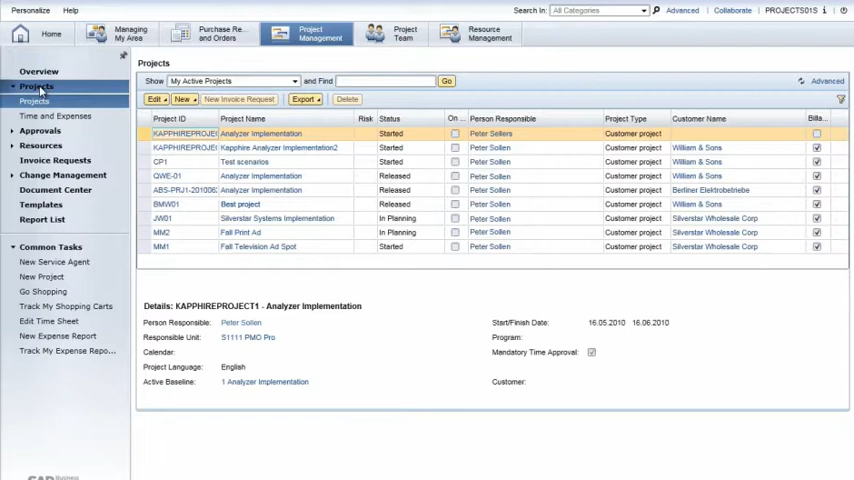 Personalize Help Search In: All Categories Advanced Collaborate PROJECTS01S
Home Managing My Area Purchase Re... and Orders Project Management Project Team Resource Management
Overview
Projects
Projects
Time and Expenses
Approvals
Resources
Invoice Requests
Change Management
Document Center
Templates
Report List
Common Tasks
New Service Agent
New Project
Go Shopping
Track My Shopping Carts
Edit Time Sheet
New Expense Report
Track My Expense Repo...
Projects
Show My Active Projects and Find Go Advanced
Edit New New Invoice Request Export Delete
Project ID Project Name Risk Status On ... Person Responsible Project Type Customer Name Billa...
KAPPHIREPROJEC Analyzer Implementation Started Peter Sellers Customer project
KAPPHIREPROJEC Kapphire Analyzer Implementation2 Started Peter Sollen Customer project William & Sons
CP1 Test scenarios Started Peter Sollen Customer project
QWE-01 Analyzer Implementation Released Peter Sollen Customer project William & Sons
ABS-PRJ1-201006 Analyzer Implementation Released Peter Sollen Customer project Berliner Elektrobetriebe
BMW01 Best project Released Peter Sollen Customer project William & Sons
JW01 Silverstar Systems Implementation In Planning Peter Sollen Customer project Silverstar Wholesale Corp
MM2 Fall Print Ad In Planning Peter Sollen Customer project Silverstar Wholesale Corp
MM1 Fall Television Ad Spot Started Peter Sollen Customer project Silverstar Wholesale Corp
Details: KAPPHIREPROJECT1 - Analyzer Implementation
Person Responsible: Peter Sollen Start/Finish Date: 16.05.2010 16.06.2010
Responsible Unit: S1111 PMO Pro Program:
Calendar: Mandatory Time Approval:
Project Language: English
Active Baseline: 1 Analyzer Implementation Customer: